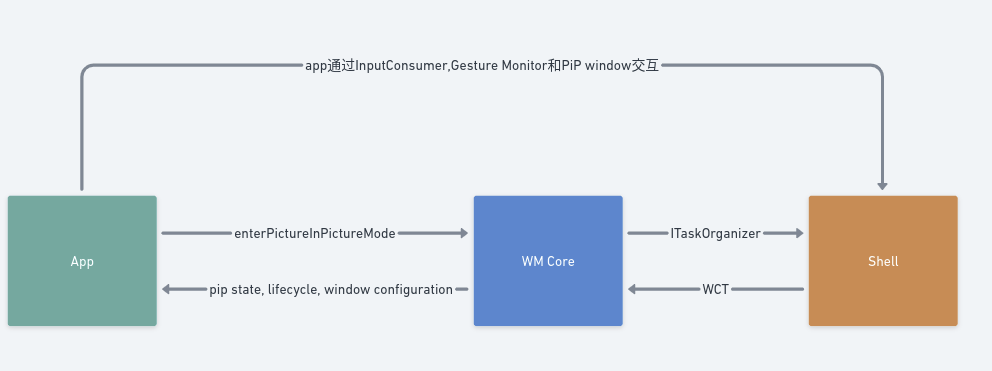 app通过InputConsumer,Gesture Monitor和PiP window交互
enterPictureInPictureMode
ITaskOrganizer
App
WM Core
Shell
pip state, lifecycle, window configuration
WCT